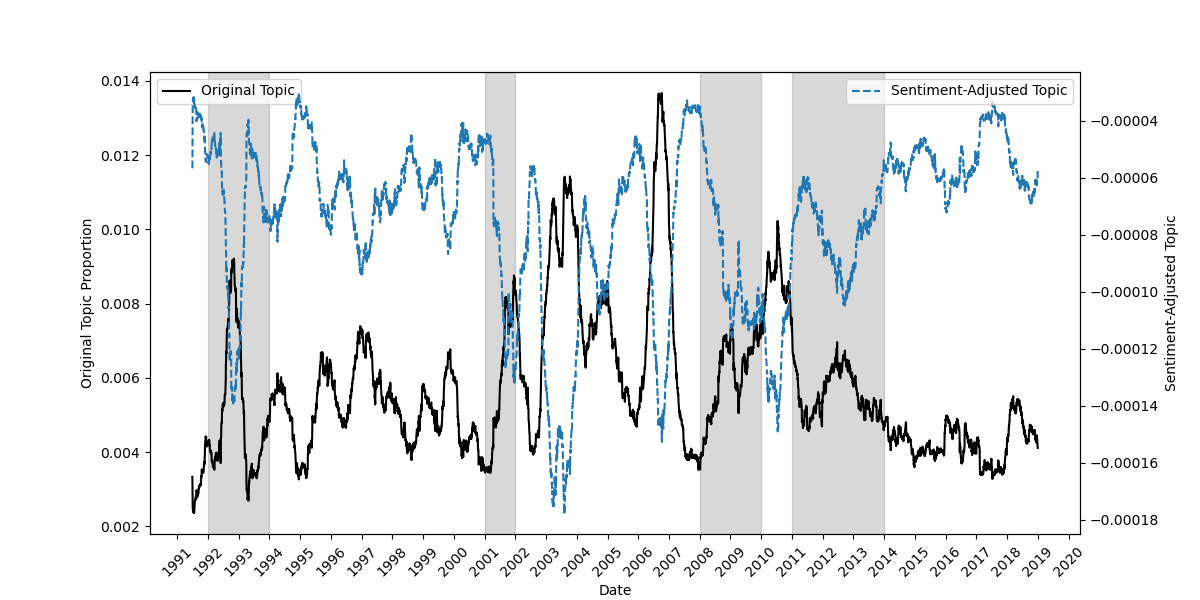 Original Topic
Sentiment-Adjusted Topic
Original Topic Proportion
0.014
0.012
0.010
0.008
0.006
0.004
0.002
−0.00004
−0.00006
−0.00008
−0.00010
−0.00012
−0.00014
−0.00016
−0.00018
Sentiment-Adjusted Topic
1991 1992 1993 1994 1995 1996 1997 1998 1999 2000 2001 2002 2003 2004 2005 2006 2007 2008 2009 2010 2011 2012 2013 2014 2015 2016 2017 2018 2019 2020
Date